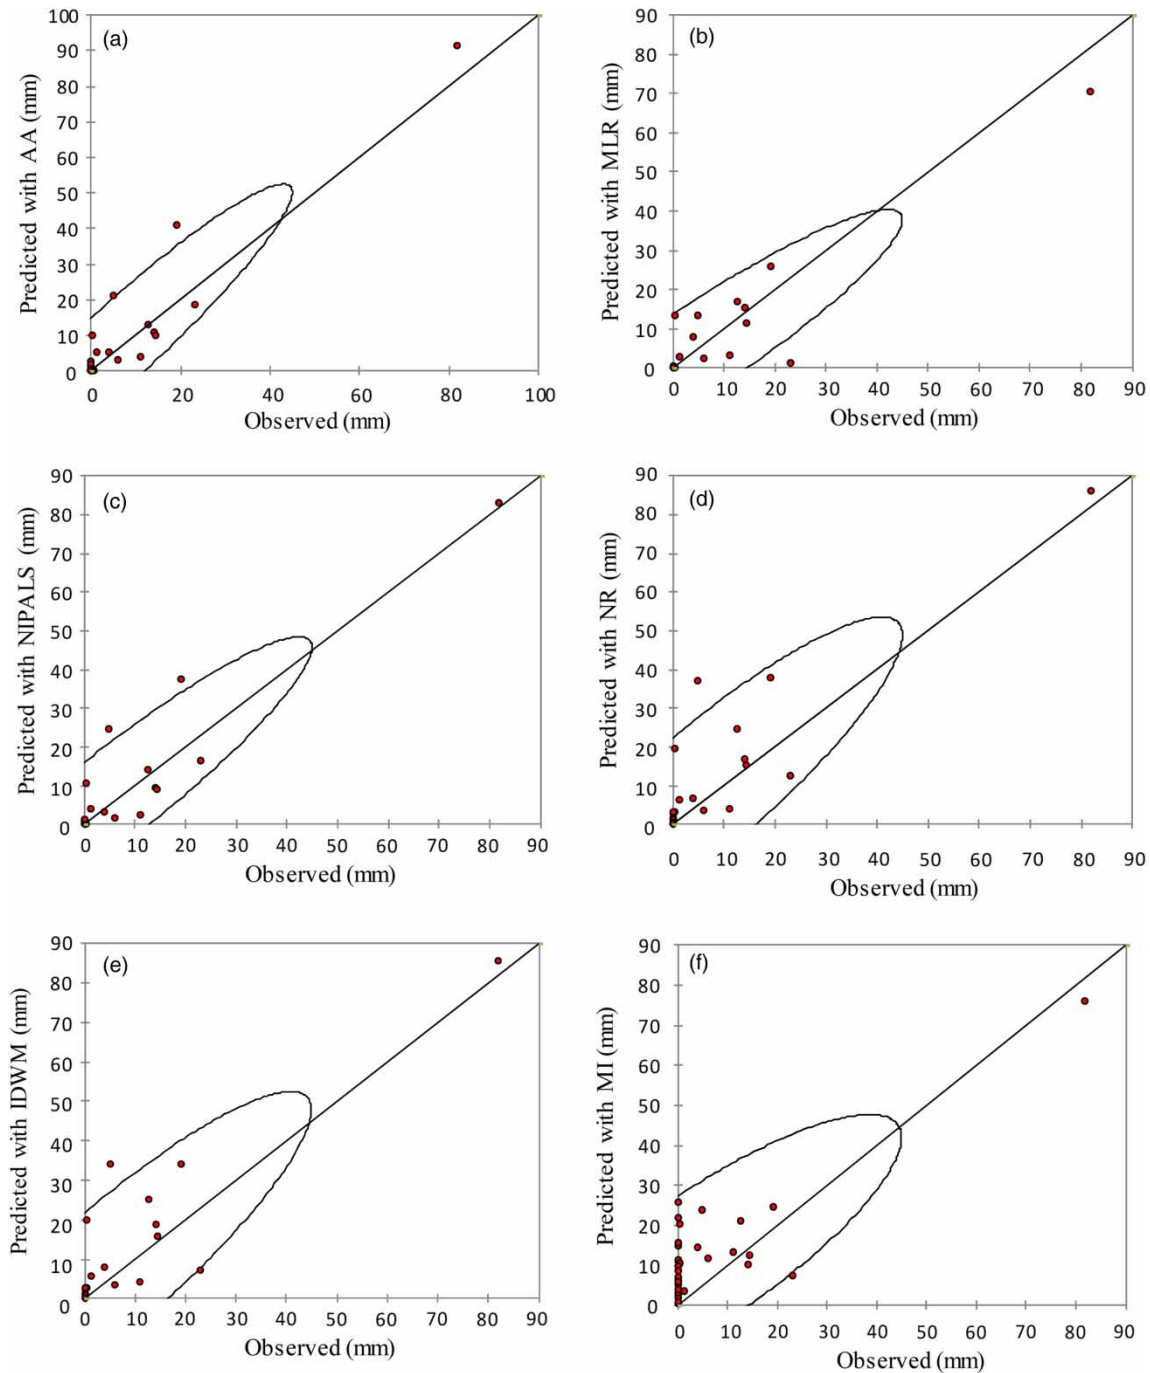 (a)
Predicted with AA (mm)
100
90
80
70
60
50
40
30
20
10
0
0 20 40 60 80 100
Observed (mm)
(b)
Predicted with MLR (mm)
90
80
70
60
50
40
30
20
10
0
0 10 20 30 40 50 60 70 80 90
Observed (mm)
(c)
Predicted with NIPALS (mm)
90
80
70
60
50
40
30
20
10
0
0 10 20 30 40 50 60 70 80 90
Observed (mm)
(d)
Predicted with NR (mm)
90
80
70
60
50
40
30
20
10
0
0 10 20 30 40 50 60 70 80 90
Observed (mm)
(e)
Predicted with IDWM (mm)
90
80
70
60
50
40
30
20
10
0
0 10 20 30 40 50 60 70 80 90
Observed (mm)
(f)
Predicted with MI (mm)
90
80
70
60
50
40
30
20
10
0
0 10 20 30 40 50 60 70 80 90
Observed (mm)